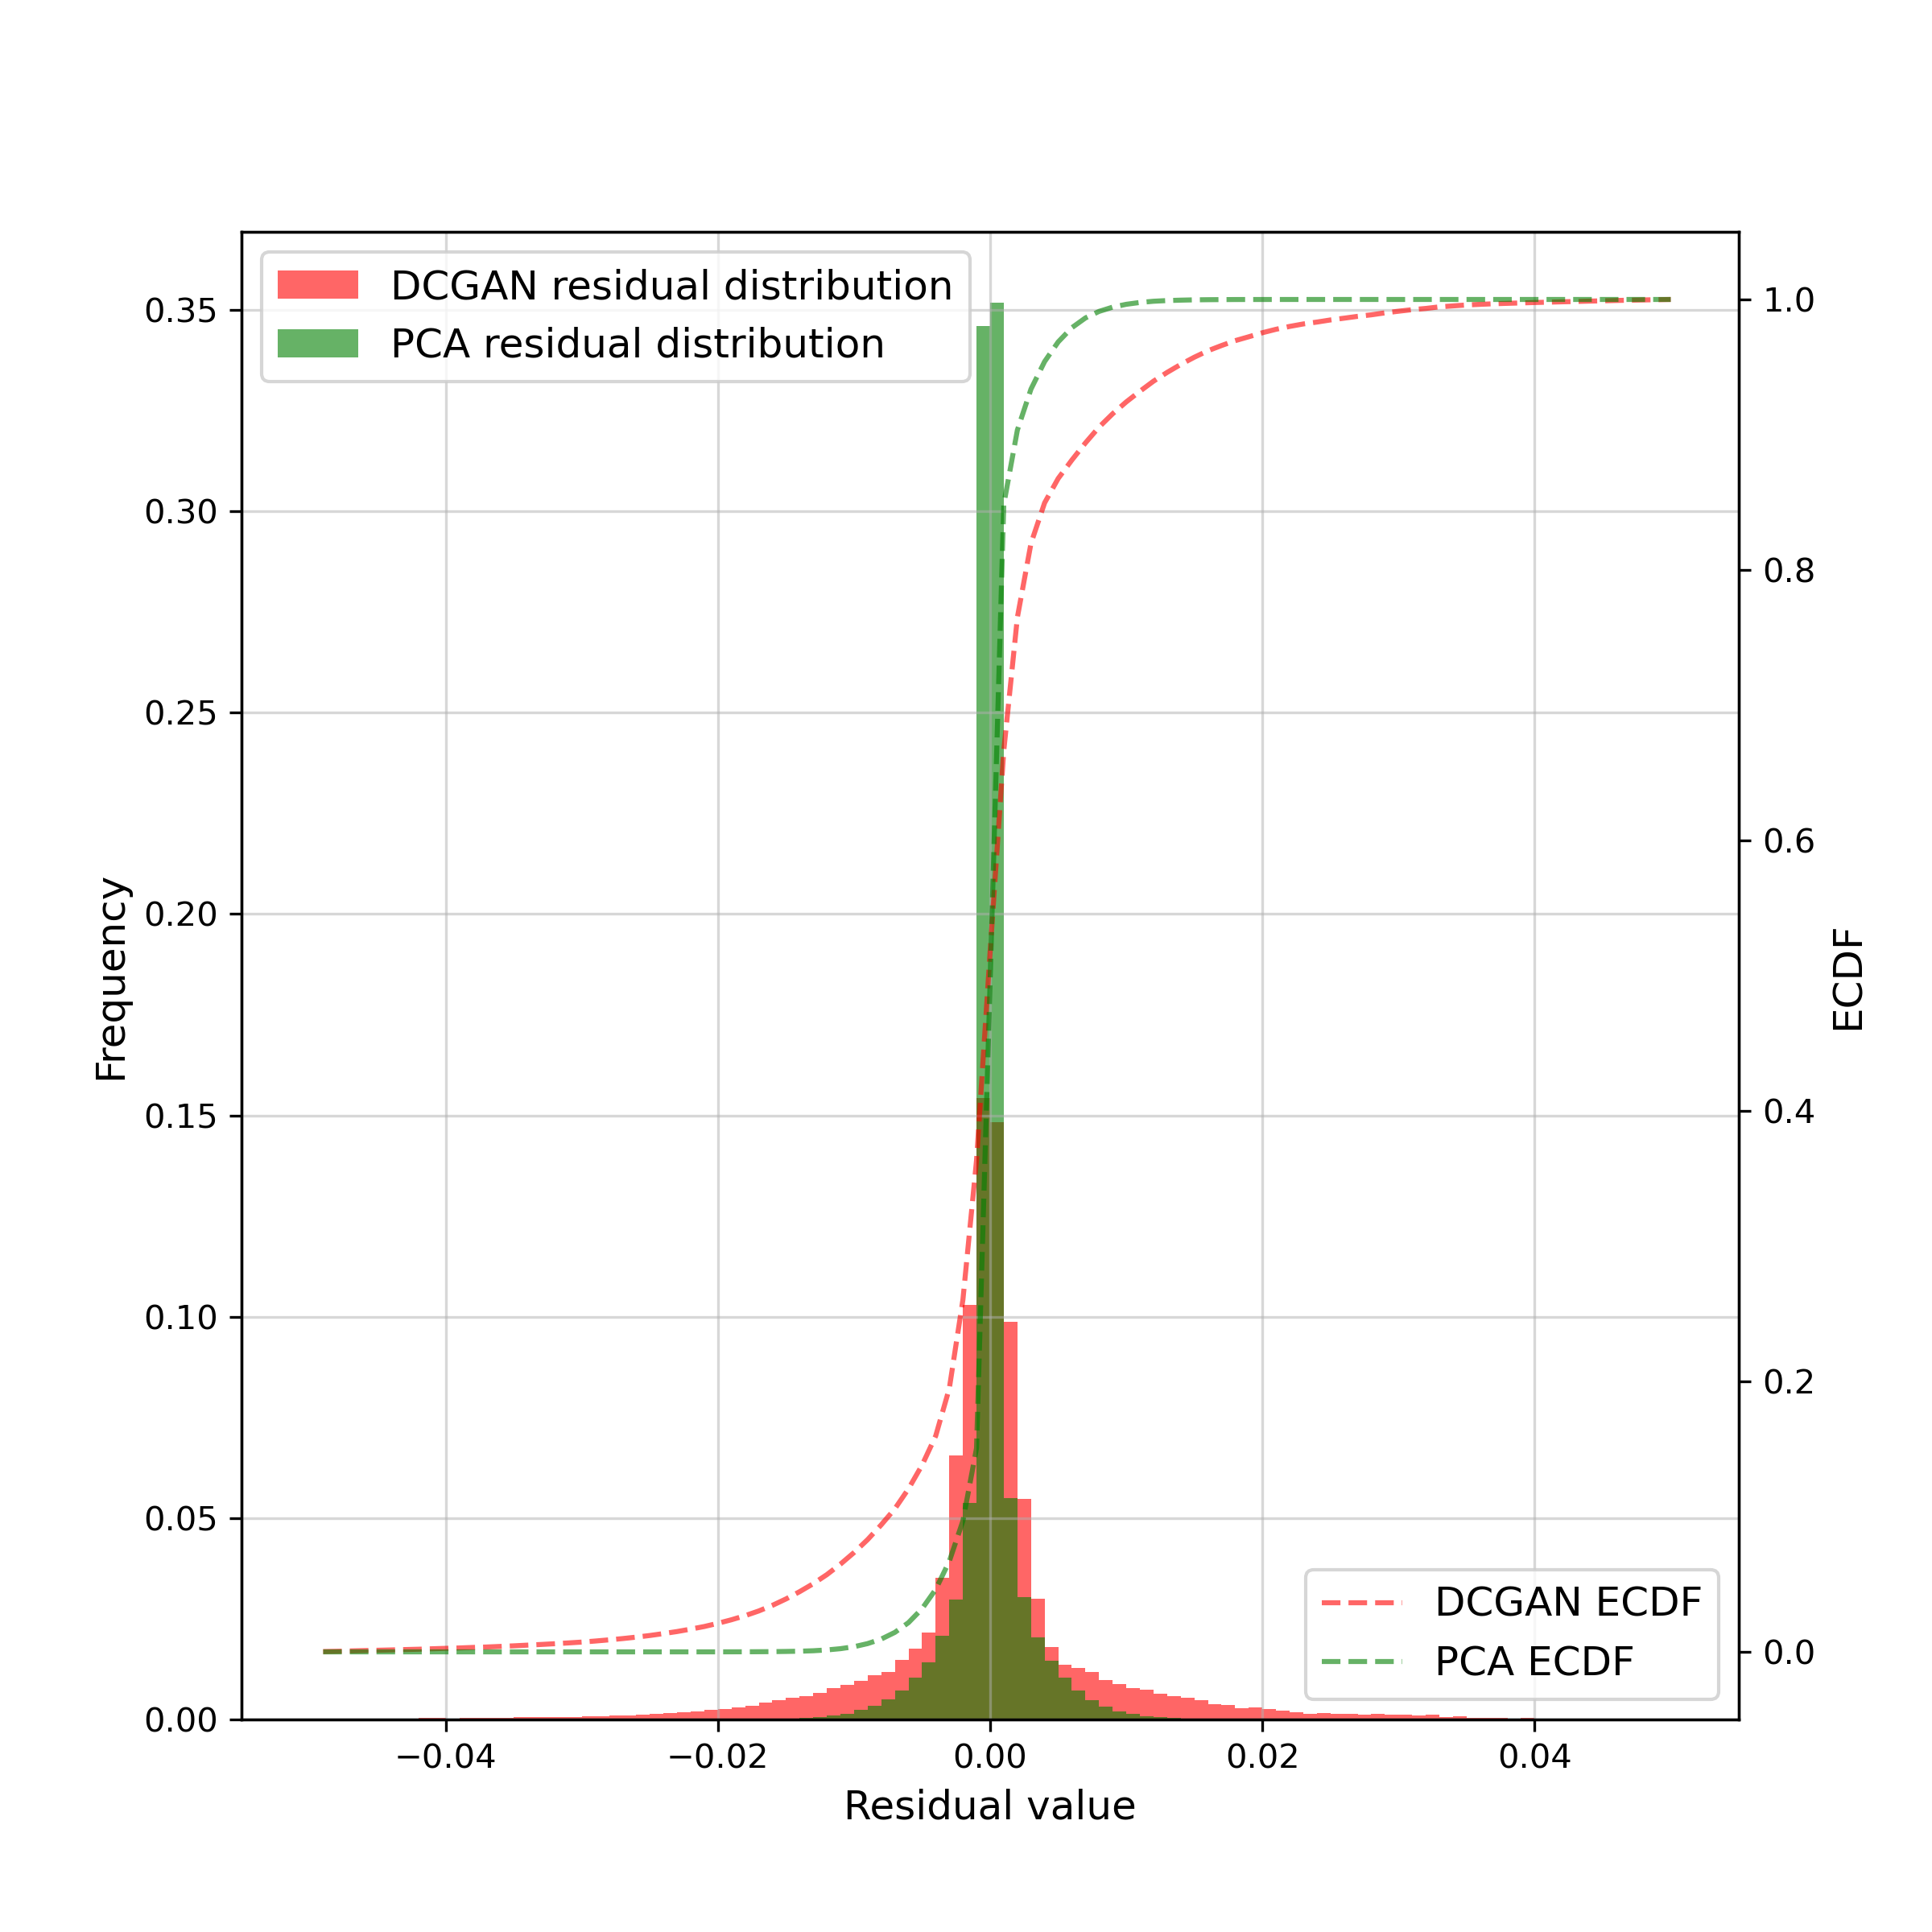 DCGAN residual distribution
PCA residual distribution
0.35
0.30
0.25
0.20
0.15
0.10
0.05
0.00
Frequency
1.0
0.8
0.6
0.4
0.2
0.0
ECDF
DCGAN ECDF
PCA ECDF
−0.04
−0.02
0.00
0.02
0.04
Residual value